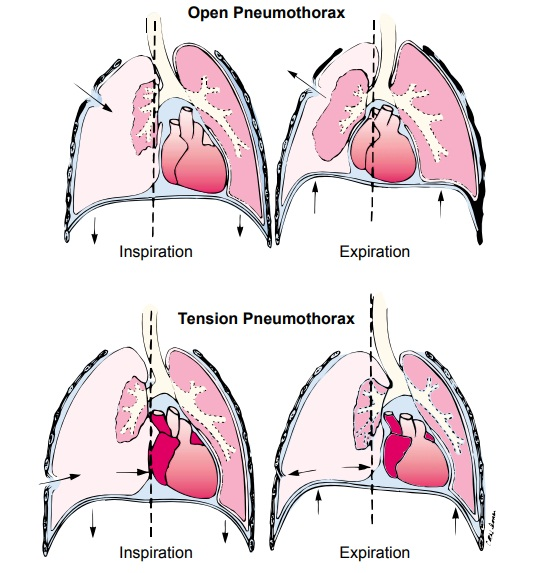 Open Pneumothorax
Inspiration
Expiration
Tension Pneumothorax
Inspiration
Expiration